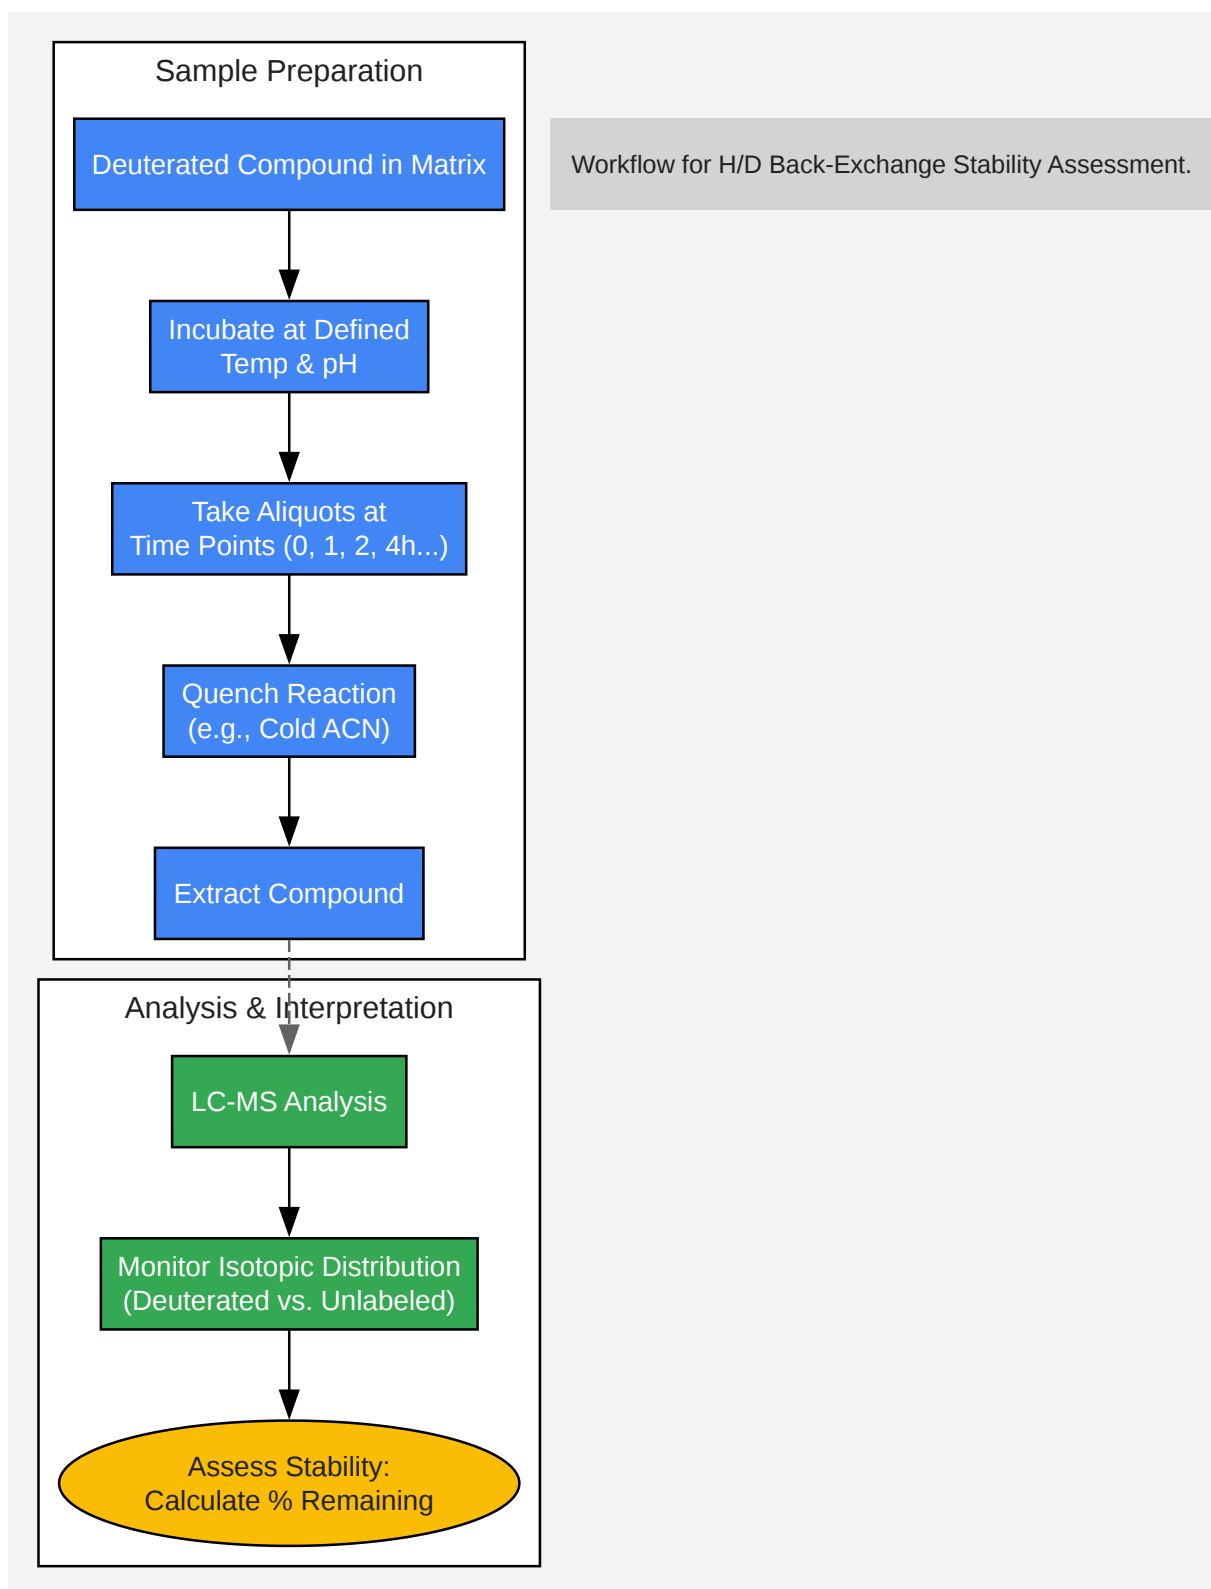 Sample Preparation
Deuterated Compound in Matrix
Workflow for H/D Back-Exchange Stability Assessment.
Incubate at Defined
Temp & pH
Take Aliquots at
Time Points (0, 1, 2, 4h...)
Quench Reaction
(e.g., Cold ACN)
Extract Compound
Analysis & Interpretation
LC-MS Analysis
Monitor Isotopic Distribution
(Deuterated vs. Unlabeled)
Assess Stability:
Calculate % Remaining